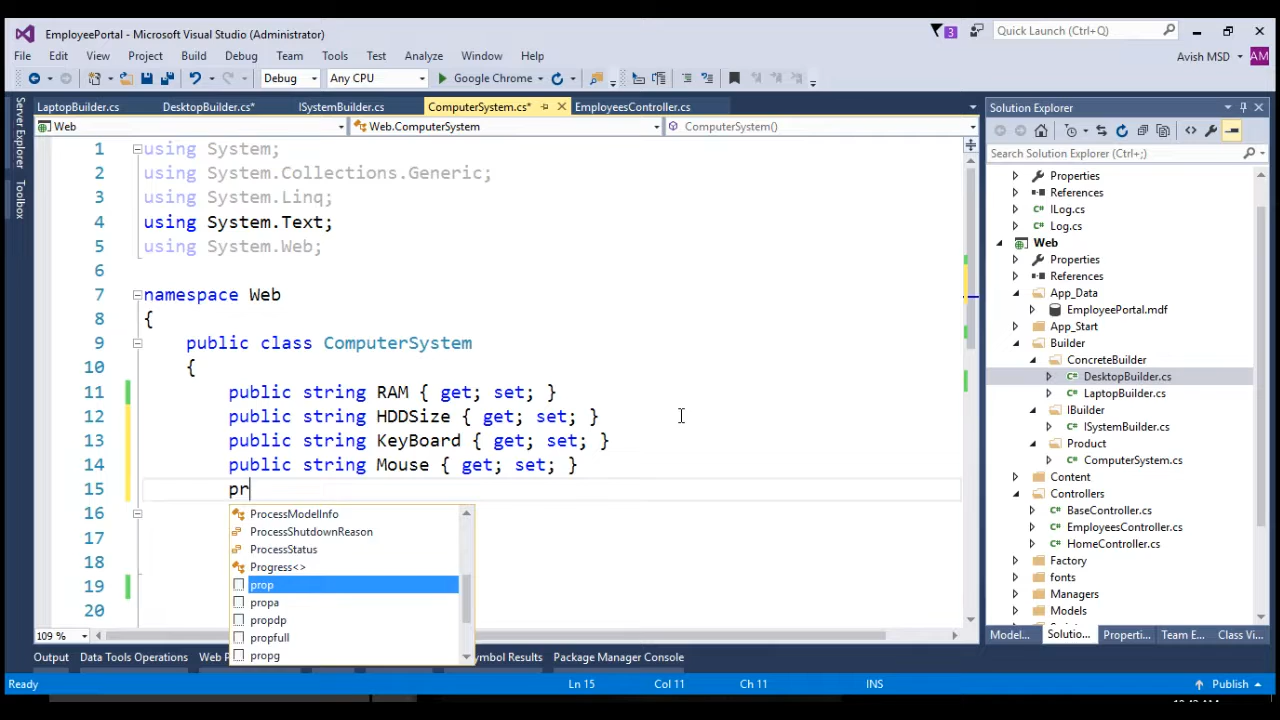 EmployeePortal - Microsoft Visual Studio (Administrator)
3
Quick Launch (Ctrl+Q)
File Edit View Project Build Debug Team Tools Test Analyze Window Help
Avish MSD AM
Debug Any CPU Google Chrome
LaptopBuilder.cs DesktopBuilder.cs* ISystemBuilder.cs ComputerSystem.cs* EmployeesController.cs
Web Web.ComputerSystem ComputerSystem()
Server Explorer
Toolbox
1 using System;
2 using System.Collections.Generic;
3 using System.Linq;
4 using System.Text;
5 using System.Web;
6
7 namespace Web
8 {
9 public class ComputerSystem
10 {
11 public string RAM { get; set; }
12 public string HDDSize { get; set; }
13 public string KeyBoard { get; set; }
14 public string Mouse { get; set; }
15 pr
16
17
18
19
20
ProcessModelInfo
ProcessShutdownReason
ProcessStatus
Progress<>
prop
propa
propdp
propfull
propg
109 %
Solution Explorer
Search Solution Explorer (Ctrl+;)
Properties
References
ILog.cs
Log.cs
Web
Properties
References
App_Data
EmployeePortal.mdf
App_Start
Builder
ConcreteBuilder
DesktopBuilder.cs
LaptopBuilder.cs
IBuilder
ISystemBuilder.cs
Product
ComputerSystem.cs
Content
Controllers
BaseController.cs
EmployeesController.cs
HomeController.cs
Factory
fonts
Managers
Models
Model... Solutio... Properti... Team E... Class Vi...
Output Data Tools Operations Web P ymbol Results Package Manager Console
Ready Ln 15 Col 11 Ch 11 INS Publish